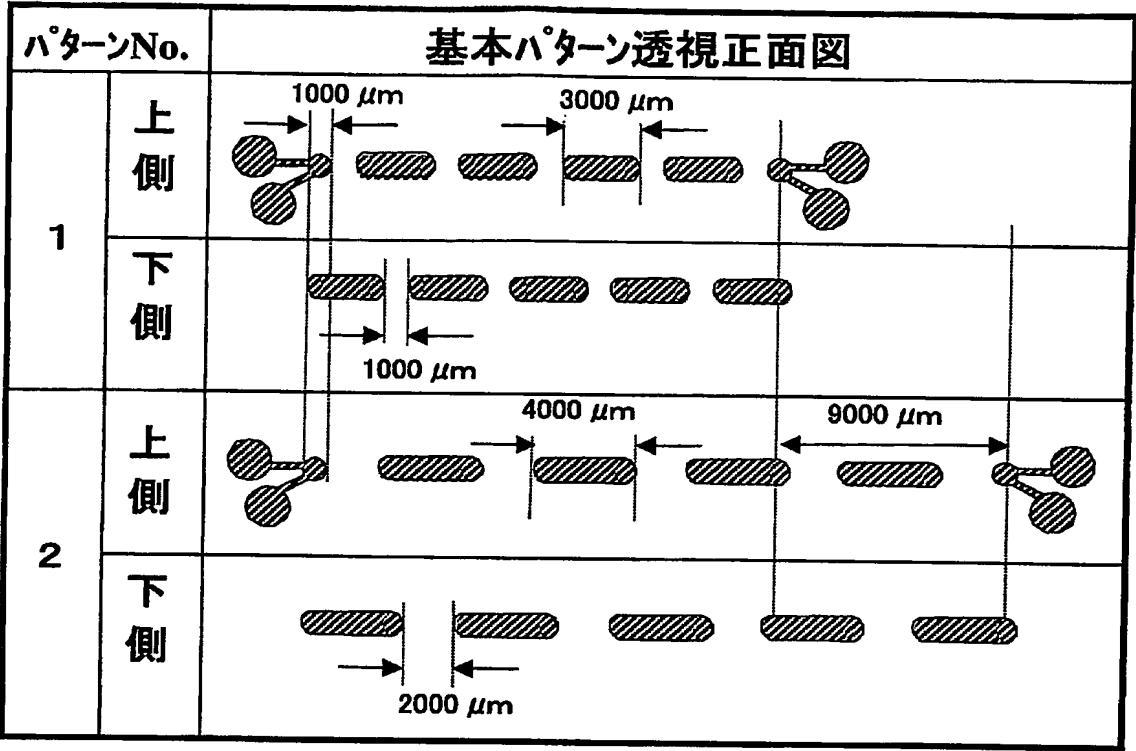 パターンNo. 基本パターン透視正面図
1
上側
1000 μm 3000 μm
下側
1000 μm
2
上側
4000 μm 9000 μm
下側
2000 μm